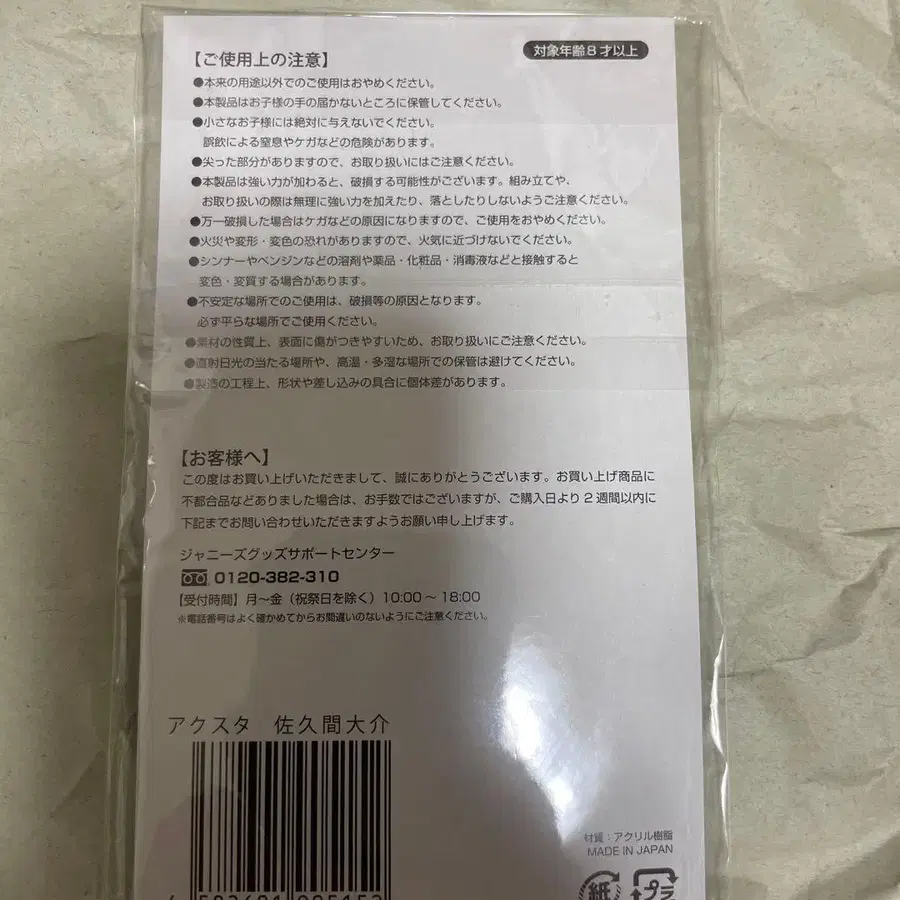 【ご使用上の注意】
対象年齢8才以上
●本来の用途以外でのご使用はおやめください。
●本製品はお子様の手の届かないところに保管してください。
●小さなお子様には絶対に与えないでください。
誤飲による窒息やケガなどの危険があります。
●尖った部分がありますので、お取り扱いにはご注意ください。
●本製品は強い力が加わると、破損する可能性がございます。組み立てや、
お取り扱いの際は無理に強い力を加えたり、落としたりしないようご注意ください。
●万一破損した場合はケガなどの原因になりますので、ご使用をおやめください。
●火災や変形・変色の恐れがありますので、火気に近づけないでください。
●シンナーやベンジンなどの溶剤や薬品・化粧品・消毒液などと接触すると
変色・変質する場合があります。
●不安定な場所でのご使用は、破損等の原因となります。
必ず平らな場所でご使用ください。
●素材の性質上、表面に傷がつきやすいため、お取り扱いにご注意ください。
●直射日光の当たる場所や、高温・多湿な場所での保管は避けてください。
●製造の工程上、形状や差し込みの具合に個体差があります。
【お客様へ】
この度はお買い上げいただきまして、誠にありがとうございます。お買い上げ商品に
不都合品などありました場合は、お手数ではございますが、ご購入日より2週間以内に
下記までお問い合わせいただきますようお願い申し上げます。
ジャニーズグッズサポートセンター
0120-382-310
【受付時間】月～金（祝祭日を除く）10:00～18:00
※電話番号はよく確かめてからお間違いのないようにご注意ください。
アクスタ 佐久間大介
材質：アクリル樹脂
MADE IN JAPAN
紙
プラ